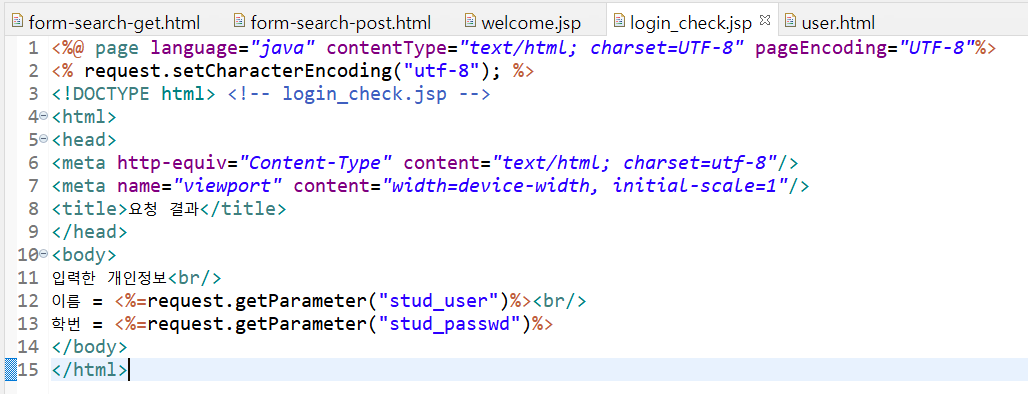 form-search-get.html form-search-post.html welcome.jsp login_check.jsp user.html
1 <%@ page language="java" contentType="text/html; charset=UTF-8" pageEncoding="UTF-8"%>
2 <% request.setCharacterEncoding("utf-8"); %>
3 <!DOCTYPE html> <!-- login_check.jsp -->
4 <html>
5 <head>
6 <meta http-equiv="Content-Type" content="text/html; charset=utf-8"/>
7 <meta name="viewport" content="width=device-width, initial-scale=1"/>
8 <title>요청 결과</title>
9 </head>
10 <body>
11 입력한 개인정보<br/>
12 이름 = <%=request.getParameter("stud_user")%><br/>
13 학번 = <%=request.getParameter("stud_passwd")%>
14 </body>
15 </html>